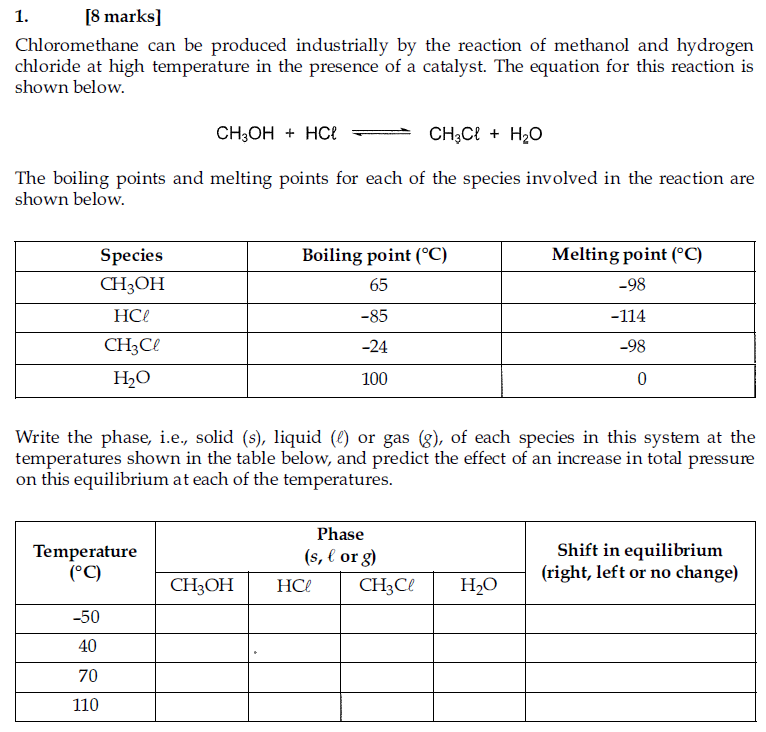 1. [8 marks]
Chloromethane can be produced industrially by the reaction of methanol and hydrogen
chloride at high temperature in the presence of a catalyst. The equation for this reaction is
shown below.
CH₃OH + HCℓ ⇌ CH₃Cℓ + H₂O
The boiling points and melting points for each of the species involved in the reaction are
shown below.
Species Boiling point (°C) Melting point (°C)
CH₃OH 65 –98
HCℓ –85 –114
CH₃Cℓ –24 –98
H₂O 100 0
Write the phase, i.e., solid (s), liquid (ℓ) or gas (g), of each species in this system at the
temperatures shown in the table below, and predict the effect of an increase in total pressure
on this equilibrium at each of the temperatures.
Temperature
(°C)
Phase
(s, ℓ or g)
Shift in equilibrium
(right, left or no change)
CH₃OH HCℓ CH₃Cℓ H₂O
–50
40
70
110